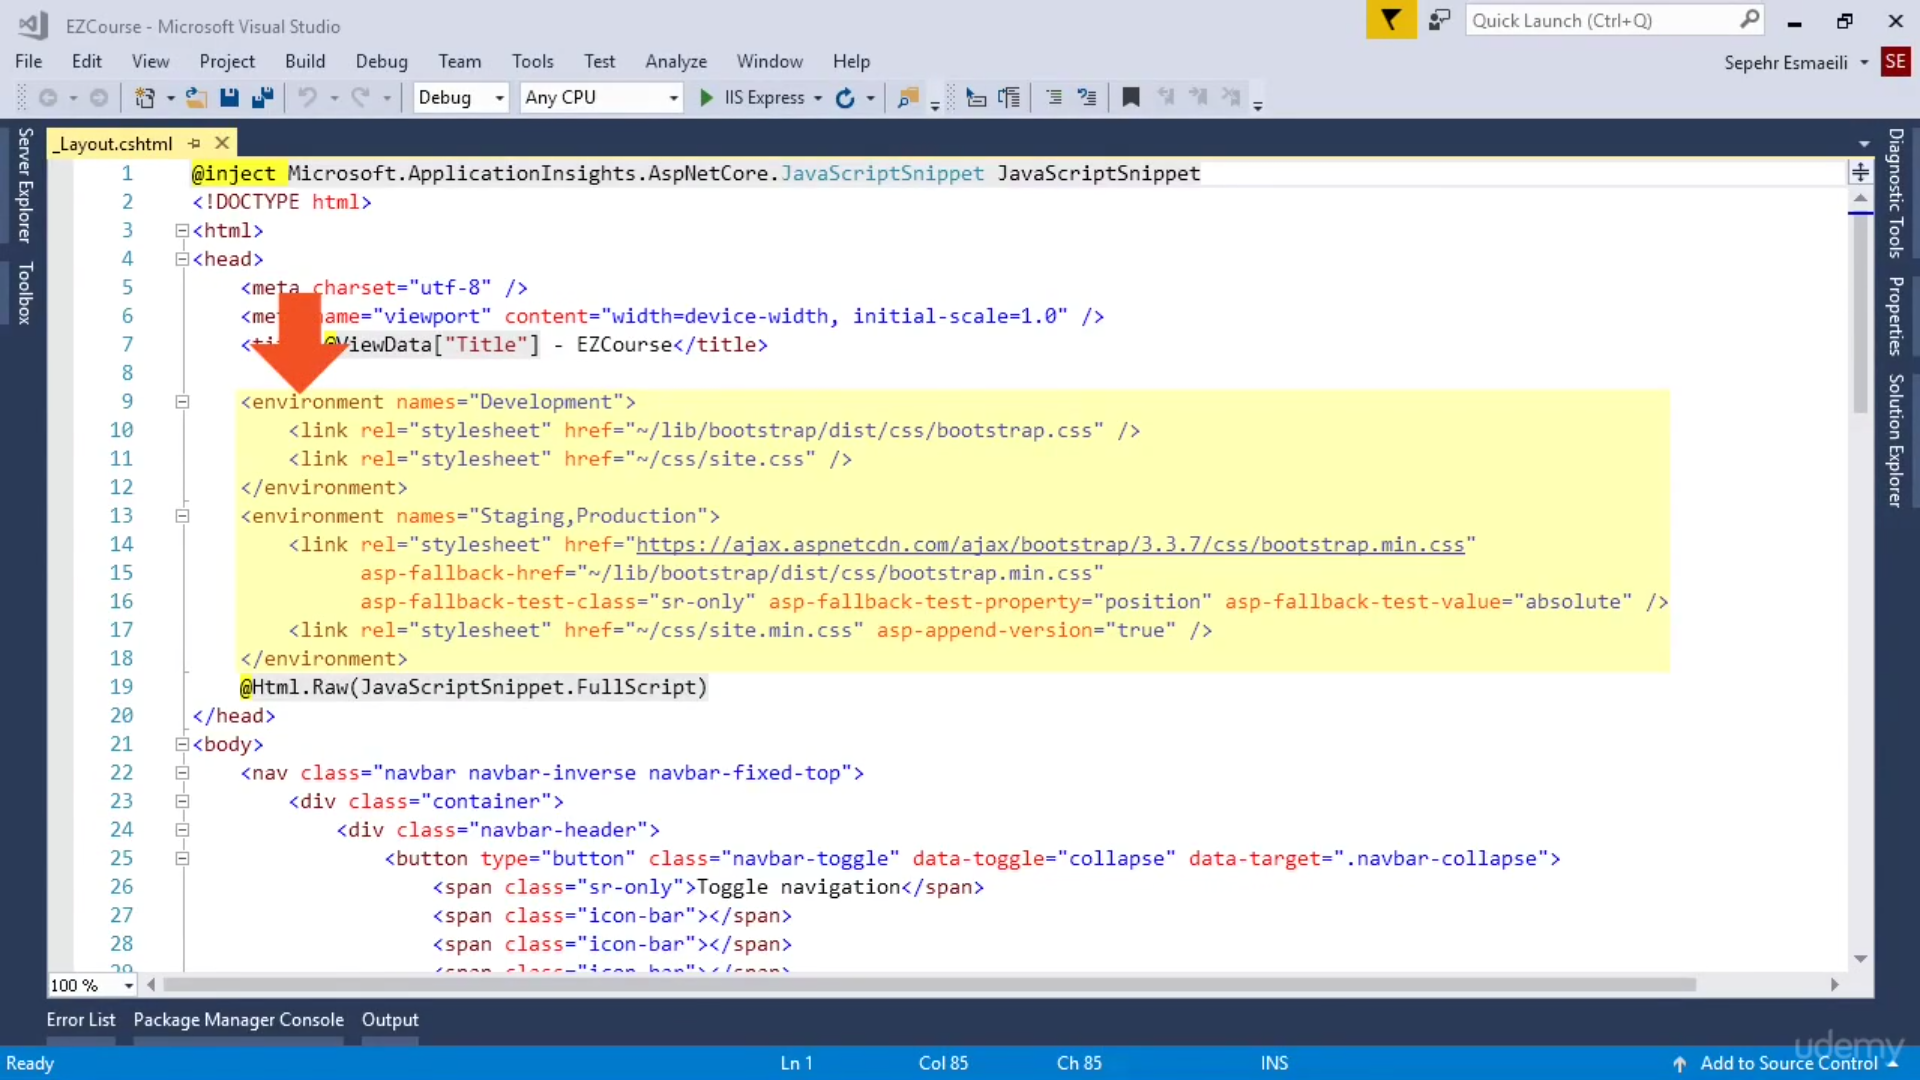 EZCourse - Microsoft Visual Studio
Quick Launch (Ctrl+Q)
File Edit View Project Build Debug Team Tools Test Analyze Window Help
Sepehr Esmaeili SE
Debug Any CPU IIS Express
_Layout.cshtml
Server Explorer
Toolbox
Diagnostic Tools
Properties
Solution Explorer
1 @inject Microsoft.ApplicationInsights.AspNetCore.JavaScriptSnippet JavaScriptSnippet
2 <!DOCTYPE html>
3 <html>
4 <head>
5 <meta charset="utf-8" />
6 <met name="viewport" content="width=device-width, initial-scale=1.0" />
7 <ti @ViewData["Title"] - EZCourse</title>
8
9 <environment names="Development">
10 <link rel="stylesheet" href="~/lib/bootstrap/dist/css/bootstrap.css" />
11 <link rel="stylesheet" href="~/css/site.css" />
12 </environment>
13 <environment names="Staging,Production">
14 <link rel="stylesheet" href="https://ajax.aspnetcdn.com/ajax/bootstrap/3.3.7/css/bootstrap.min.css"
15 asp-fallback-href="~/lib/bootstrap/dist/css/bootstrap.min.css"
16 asp-fallback-test-class="sr-only" asp-fallback-test-property="position" asp-fallback-test-value="absolute" />
17 <link rel="stylesheet" href="~/css/site.min.css" asp-append-version="true" />
18 </environment>
19 @Html.Raw(JavaScriptSnippet.FullScript)
20 </head>
21 <body>
22 <nav class="navbar navbar-inverse navbar-fixed-top">
23 <div class="container">
24 <div class="navbar-header">
25 <button type="button" class="navbar-toggle" data-toggle="collapse" data-target=".navbar-collapse">
26 <span class="sr-only">Toggle navigation</span>
27 <span class="icon-bar"></span>
28 <span class="icon-bar"></span>
29 <span class="icon-bar"></span>
100 %
Error List Package Manager Console Output
udemy
Ready Ln 1 Col 85 Ch 85 INS Add to Source Control